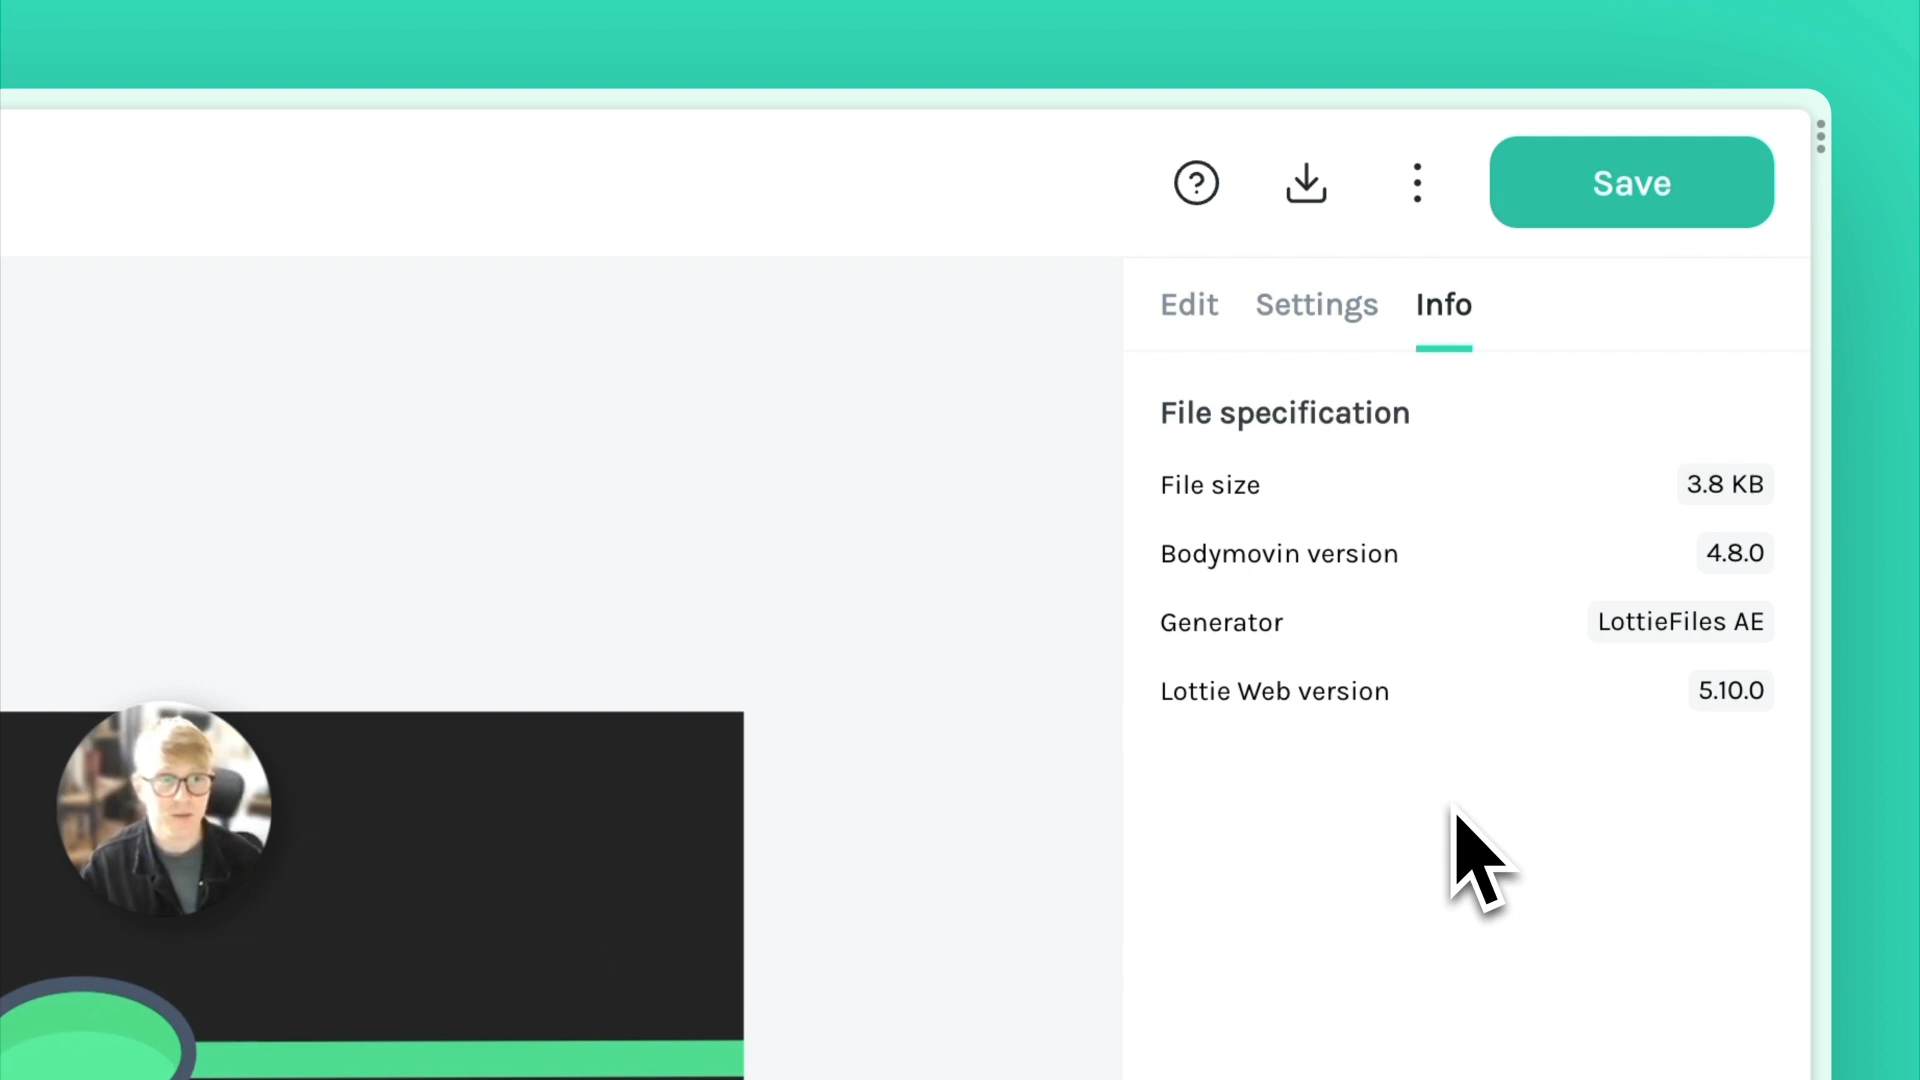 Save
Edit Settings Info
File specification
File size 3.8 KB
Bodymovin version 4.8.0
Generator LottieFiles AE
Lottie Web version 5.10.0